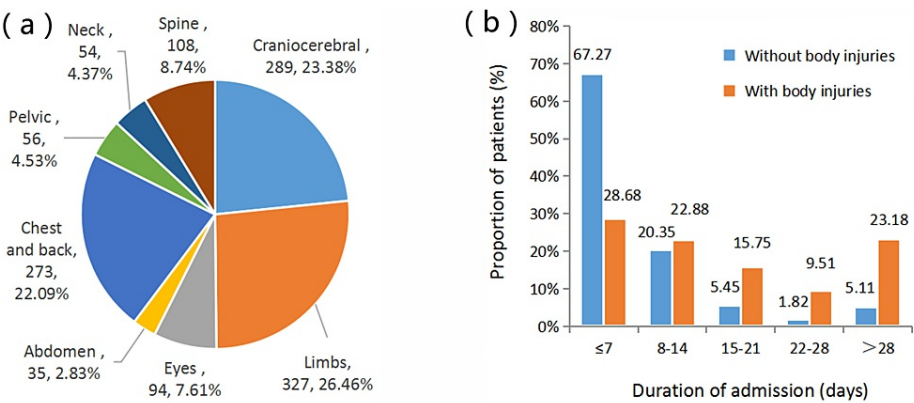 ( a )
Neck ,
54,
4.37%
Spine ,
108,
8.74%
Craniocerebral ,
289, 23.38%
Pelvic ,
56,
4.53%
Chest
and back,
273,
22.09%
Abdomen ,
35, 2.83%
Eyes ,
94, 7.61%
Limbs,
327, 26.46%
( b )
Proportion of patients (%)
80%
70%
60%
50%
40%
30%
20%
10%
0%
Without body injuries
With body injuries
67.27
28.68
20.35
22.88
5.45
15.75
1.82
9.51
5.11
23.18
≤7
8-14
15-21
22-28
＞28
Duration of admission (days)